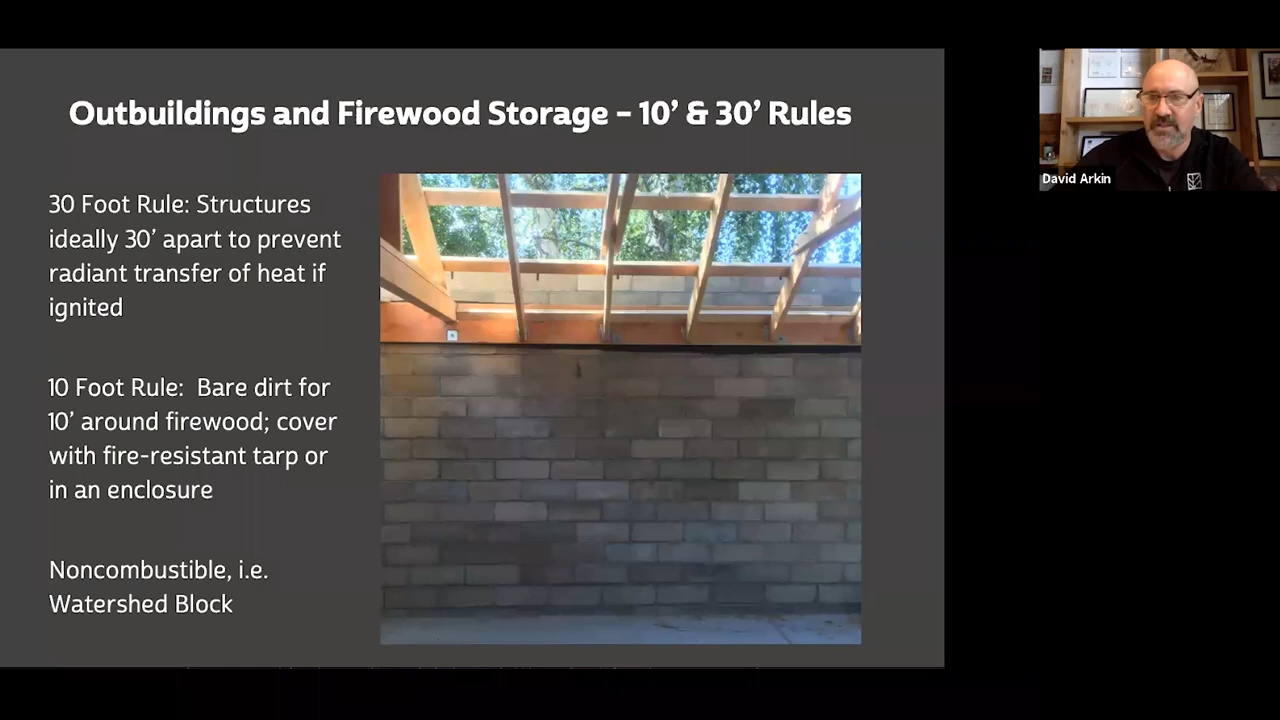 Outbuildings and Firewood Storage – 10’ & 30’ Rules
30 Foot Rule: Structures
ideally 30’ apart to prevent
radiant transfer of heat if
ignited
10 Foot Rule:  Bare dirt for
10’ around firewood; cover
with fire-resistant tarp or
in an enclosure
Noncombustible, i.e.
Watershed Block
David Arkin